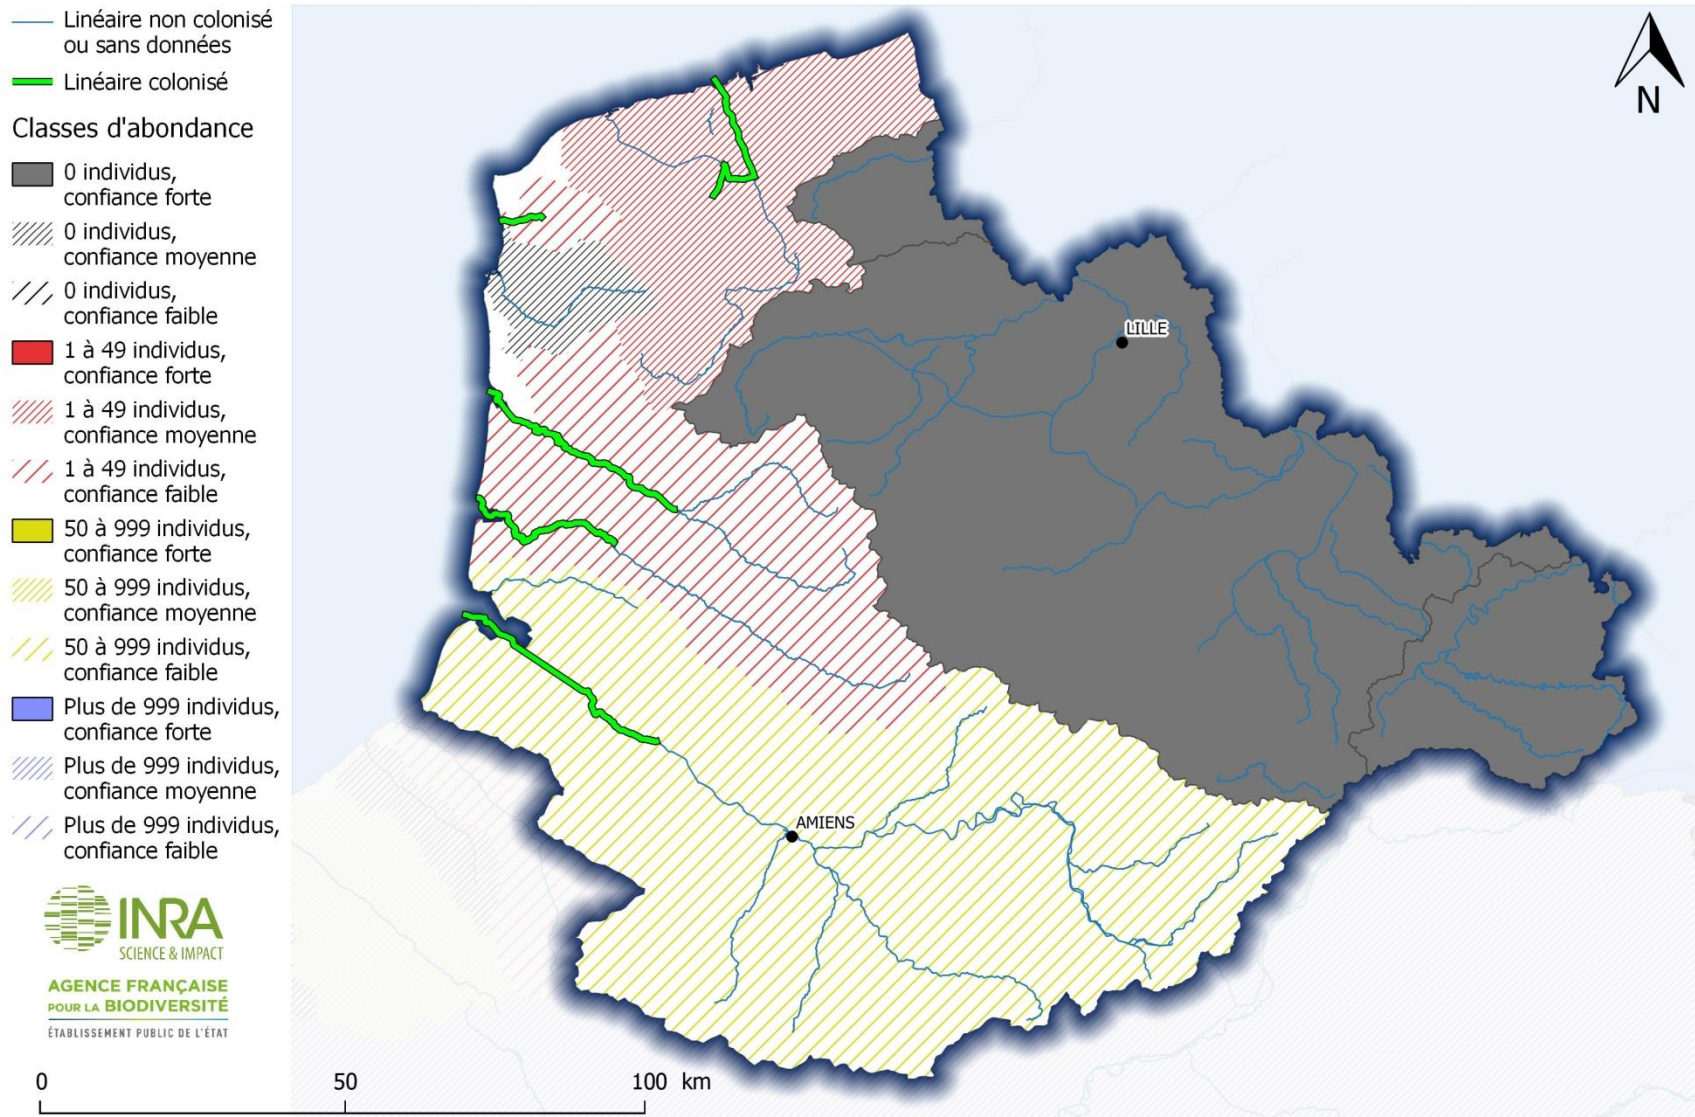 Linéaire non colonisé
ou sans données
Linéaire colonisé
Classes d'abondance
0 individus,
confiance forte
0 individus,
confiance moyenne
0 individus,
confiance faible
1 à 49 individus,
confiance forte
1 à 49 individus,
confiance moyenne
1 à 49 individus,
confiance faible
50 à 999 individus,
confiance forte
50 à 999 individus,
confiance moyenne
50 à 999 individus,
confiance faible
Plus de 999 individus,
confiance forte
Plus de 999 individus,
confiance moyenne
Plus de 999 individus,
confiance faible
INRA
SCIENCE & IMPACT
AGENCE FRANÇAISE
POUR LA BIODIVERSITÉ
ÉTABLISSEMENT PUBLIC DE L'ÉTAT
0 50 100 km
N
LILLE
AMIENS